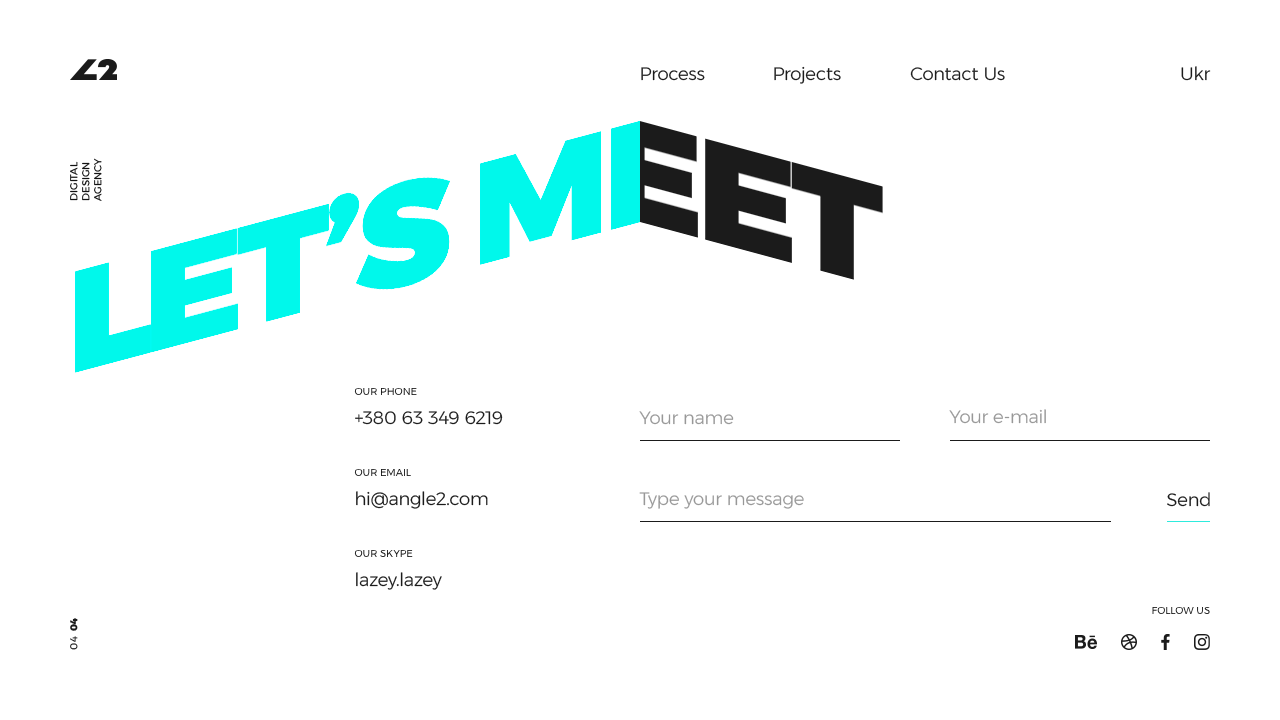 ∠2
Process
Projects
Contact Us
Ukr
DIGITAL
DESIGN
AGENCY
LET'S MEET
OUR PHONE
+380 63 349 6219
Your name
Your e-mail
OUR EMAIL
hi@angle2.com
Type your message
Send
OUR SKYPE
lazey.lazey
04 04
FOLLOW US
Bē